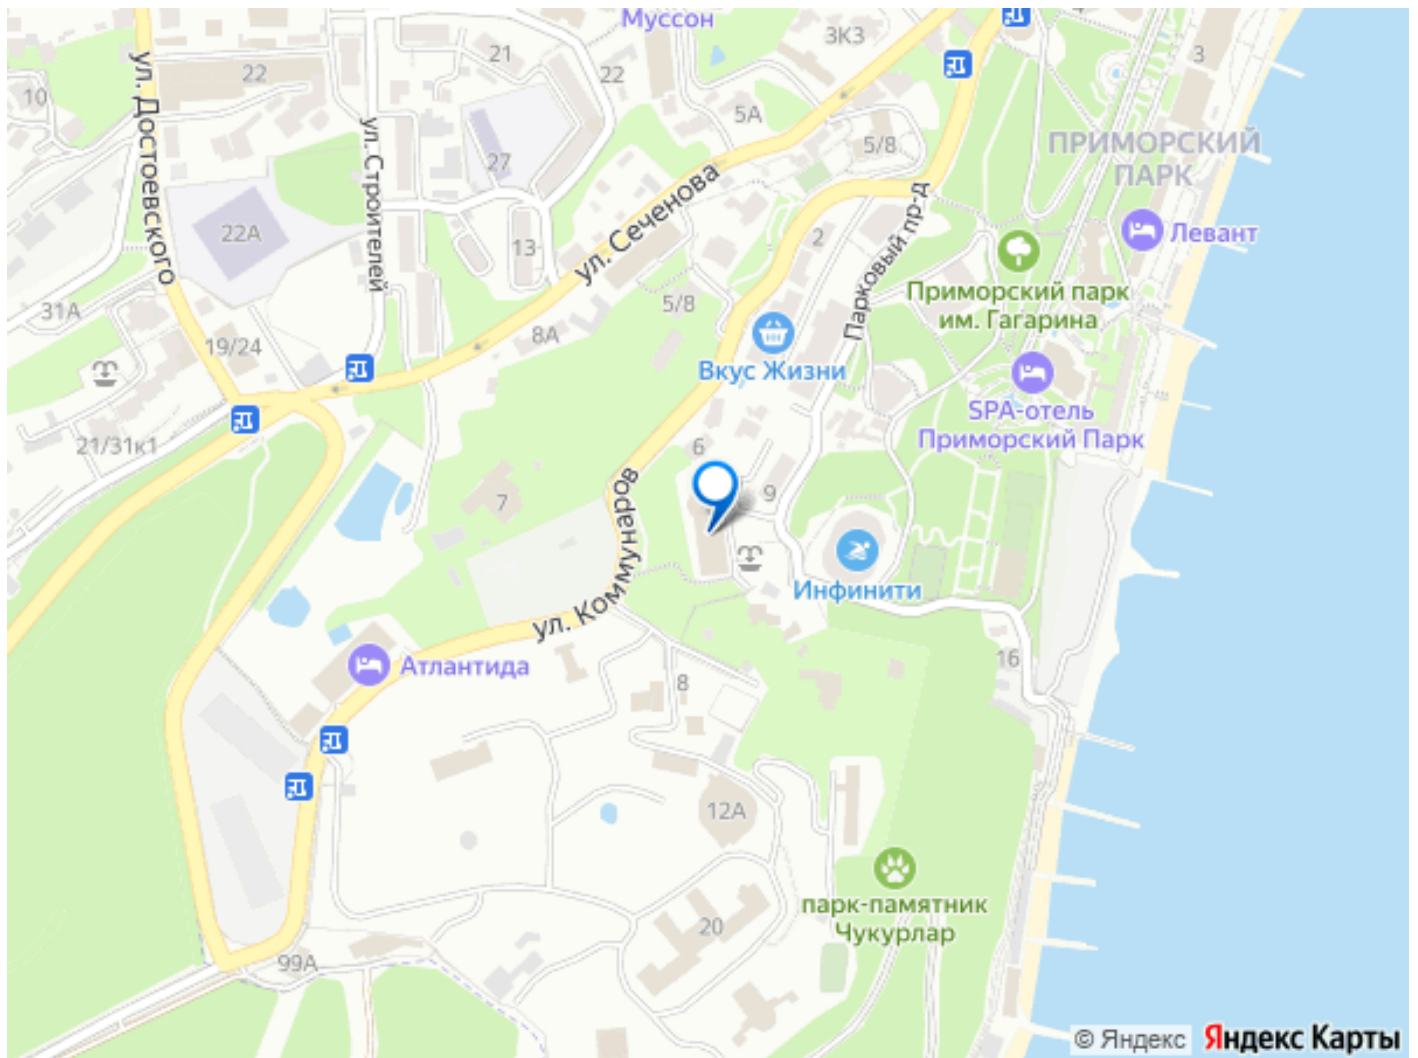 Муссон
3К3
3
21
22
22
10
5А
ул. Достоевского
ул. Строителей
27
5/8
ПРИМОРСКИЙ
ПАРК
ул. Сеченова
Парковый пр-д
22А
13
2
Левант
31А
5/8
Приморский парк
им. Гагарина
19/24
8А
Вкус Жизни
SPA-отель
Приморский Парк
21/31к1
6
7
9
ул. Коммунаров
Инфинити
Атлантида
8
16
12А
парк-памятник
Чукурлар
20
99А
© Яндекс Яндекс Карты